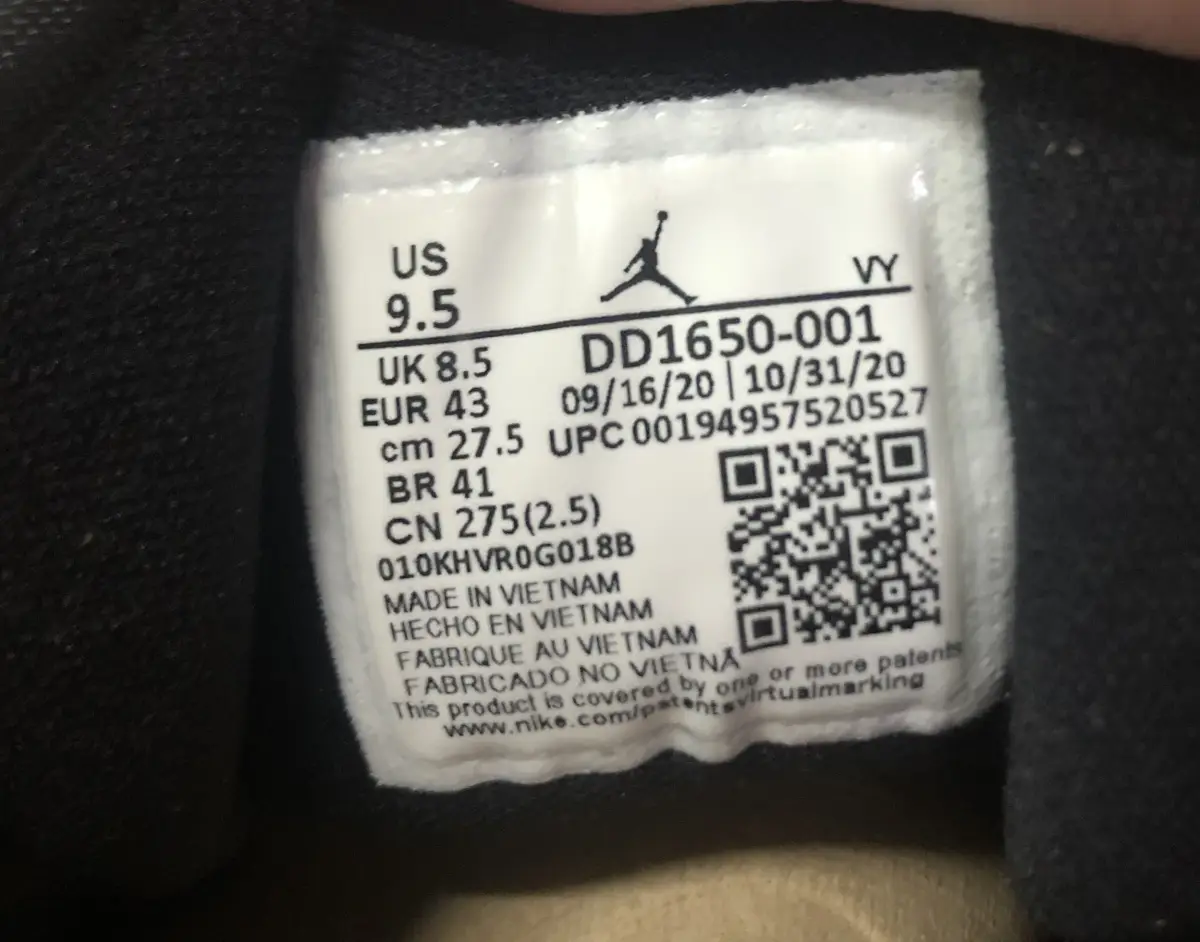 US
9.5
VY
UK 8.5
EUR 43
cm 27.5
BR 41
CN 275(2.5)
DD1650-001
09/16/20 | 10/31/20
UPC 00194957520527
010KHVR0G018B
MADE IN VIETNAM
HECHO EN VIETNAM
FABRIQUE AU VIETNAM
FABRICADO NO VIETNÃ
This product is covered by one or more patents
www.nike.com/patentsvirtualmarking